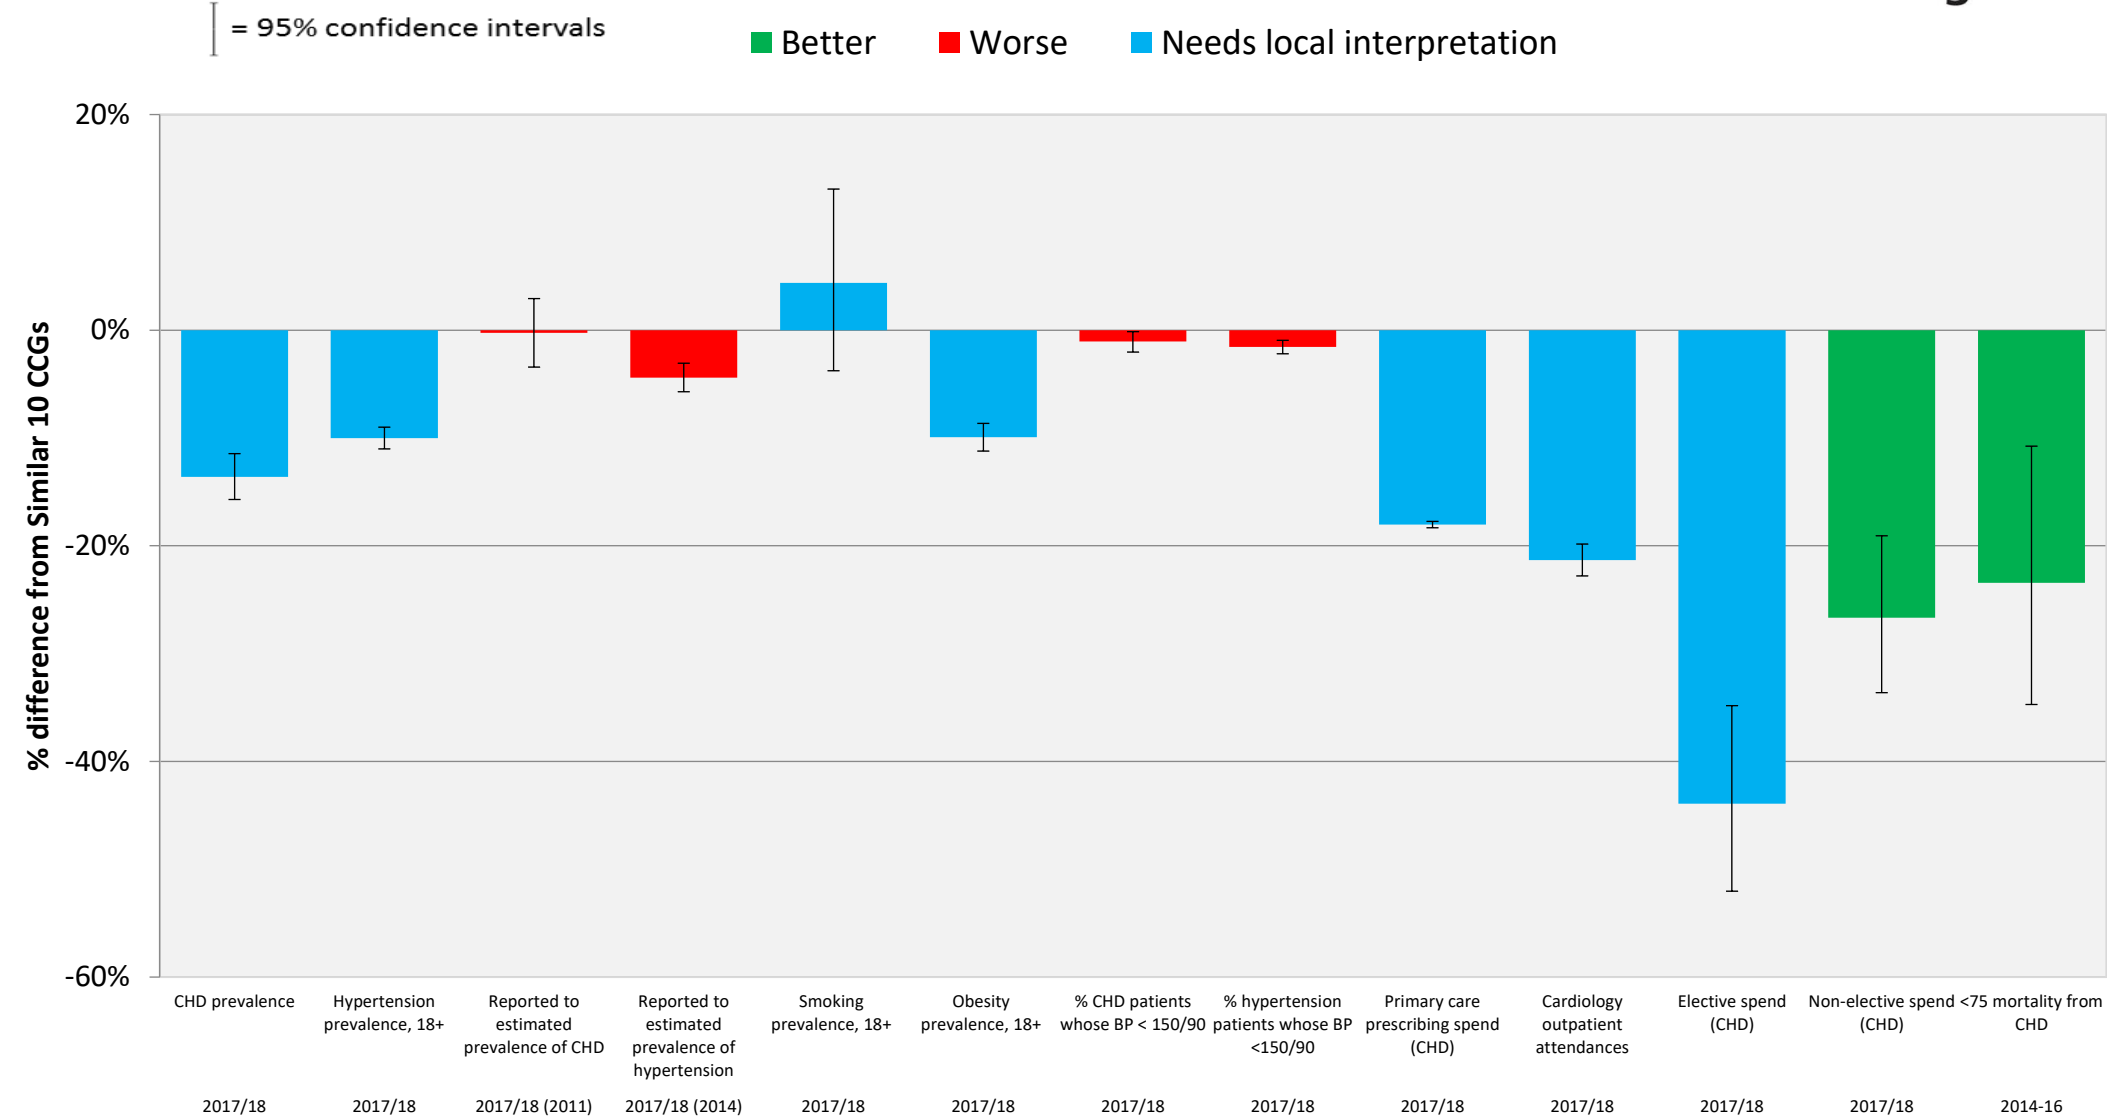 = 95% confidence intervals
Better
Worse
Needs local interpretation
% difference from Similar 10 CCGs
20%
0%
-20%
-40%
-60%
CHD prevalence
2017/18
Hypertension
prevalence, 18+
2017/18
Reported to
estimated
prevalence of CHD
2017/18 (2011)
Reported to
estimated
prevalence of
hypertension
2017/18 (2014)
Smoking
prevalence, 18+
2017/18
Obesity
prevalence, 18+
2017/18
% CHD patients
whose BP < 150/90
2017/18
% hypertension
patients whose BP
<150/90
2017/18
Primary care
prescribing spend
(CHD)
2017/18
Cardiology
outpatient
attendances
2017/18
Elective spend
(CHD)
2017/18
Non-elective spend
(CHD)
2017/18
<75 mortality from
CHD
2014-16